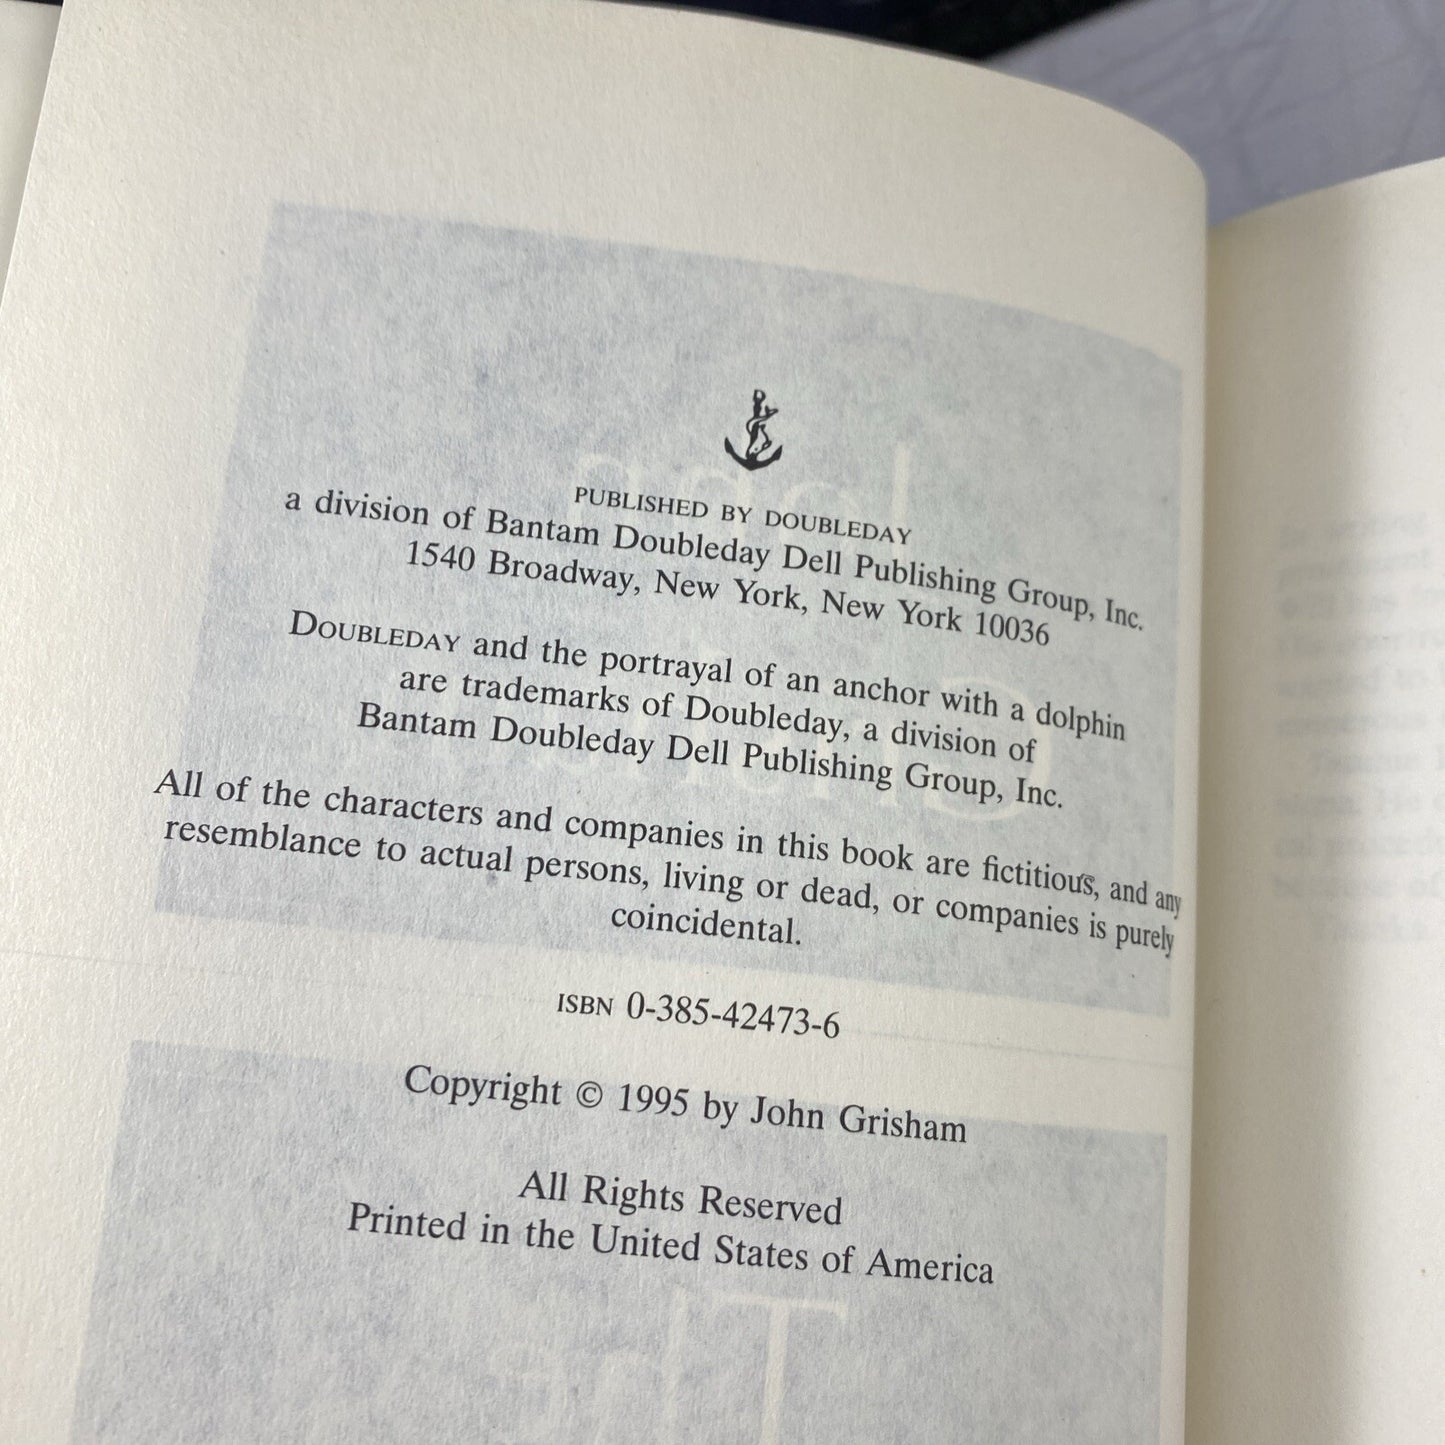 PUBLISHED BY DOUBLEDAY
a division of Bantam Doubleday Dell Publishing Group, Inc.
1540 Broadway, New York, New York 10036
DOUBLEDAY and the portrayal of an anchor with a dolphin
are trademarks of Doubleday, a division of
Bantam Doubleday Dell Publishing Group, Inc.
All of the characters and companies in this book are fictitious, and any
resemblance to actual persons, living or dead, or companies is purely
coincidental.
ISBN 0-385-42473-6
Copyright © 1995 by John Grisham
All Rights Reserved
Printed in the United States of America